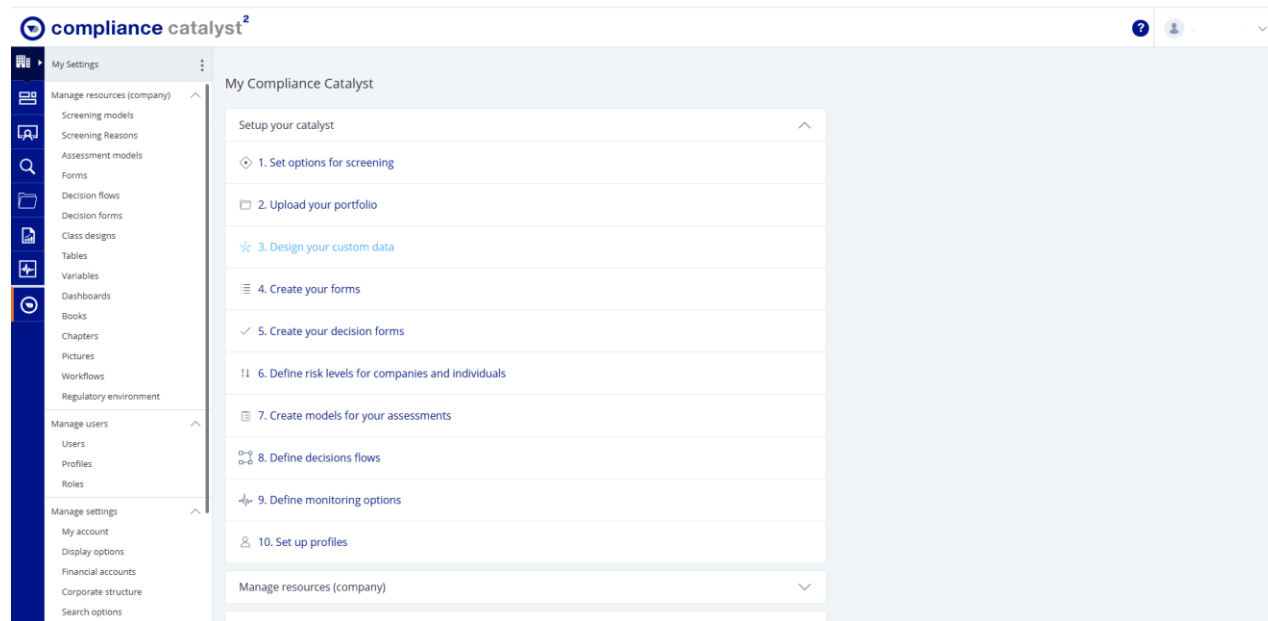 compliance catalyst²
?
My Settings
Manage resources (company)
Screening models
Screening Reasons
Assessment models
Forms
Decision flows
Decision forms
Class designs
Tables
Variables
Dashboards
Books
Chapters
Pictures
Workflows
Regulatory environment
Manage users
Users
Profiles
Roles
Manage settings
My account
Display options
Financial accounts
Corporate structure
Search options
My Compliance Catalyst
Setup your catalyst
1. Set options for screening
2. Upload your portfolio
3. Design your custom data
4. Create your forms
5. Create your decision forms
6. Define risk levels for companies and individuals
7. Create models for your assessments
8. Define decisions flows
9. Define monitoring options
10. Set up profiles
Manage resources (company)